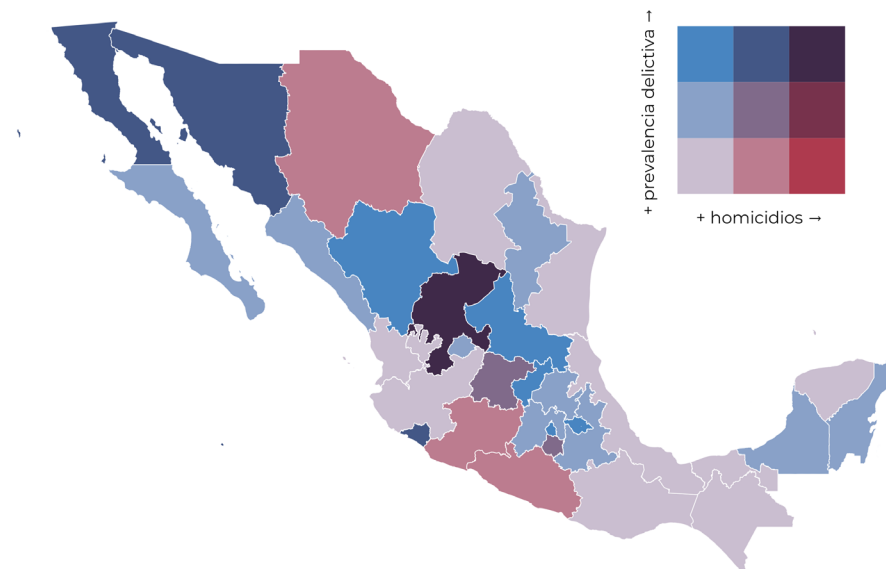 + prevalencia delictiva →
+ homicidios →